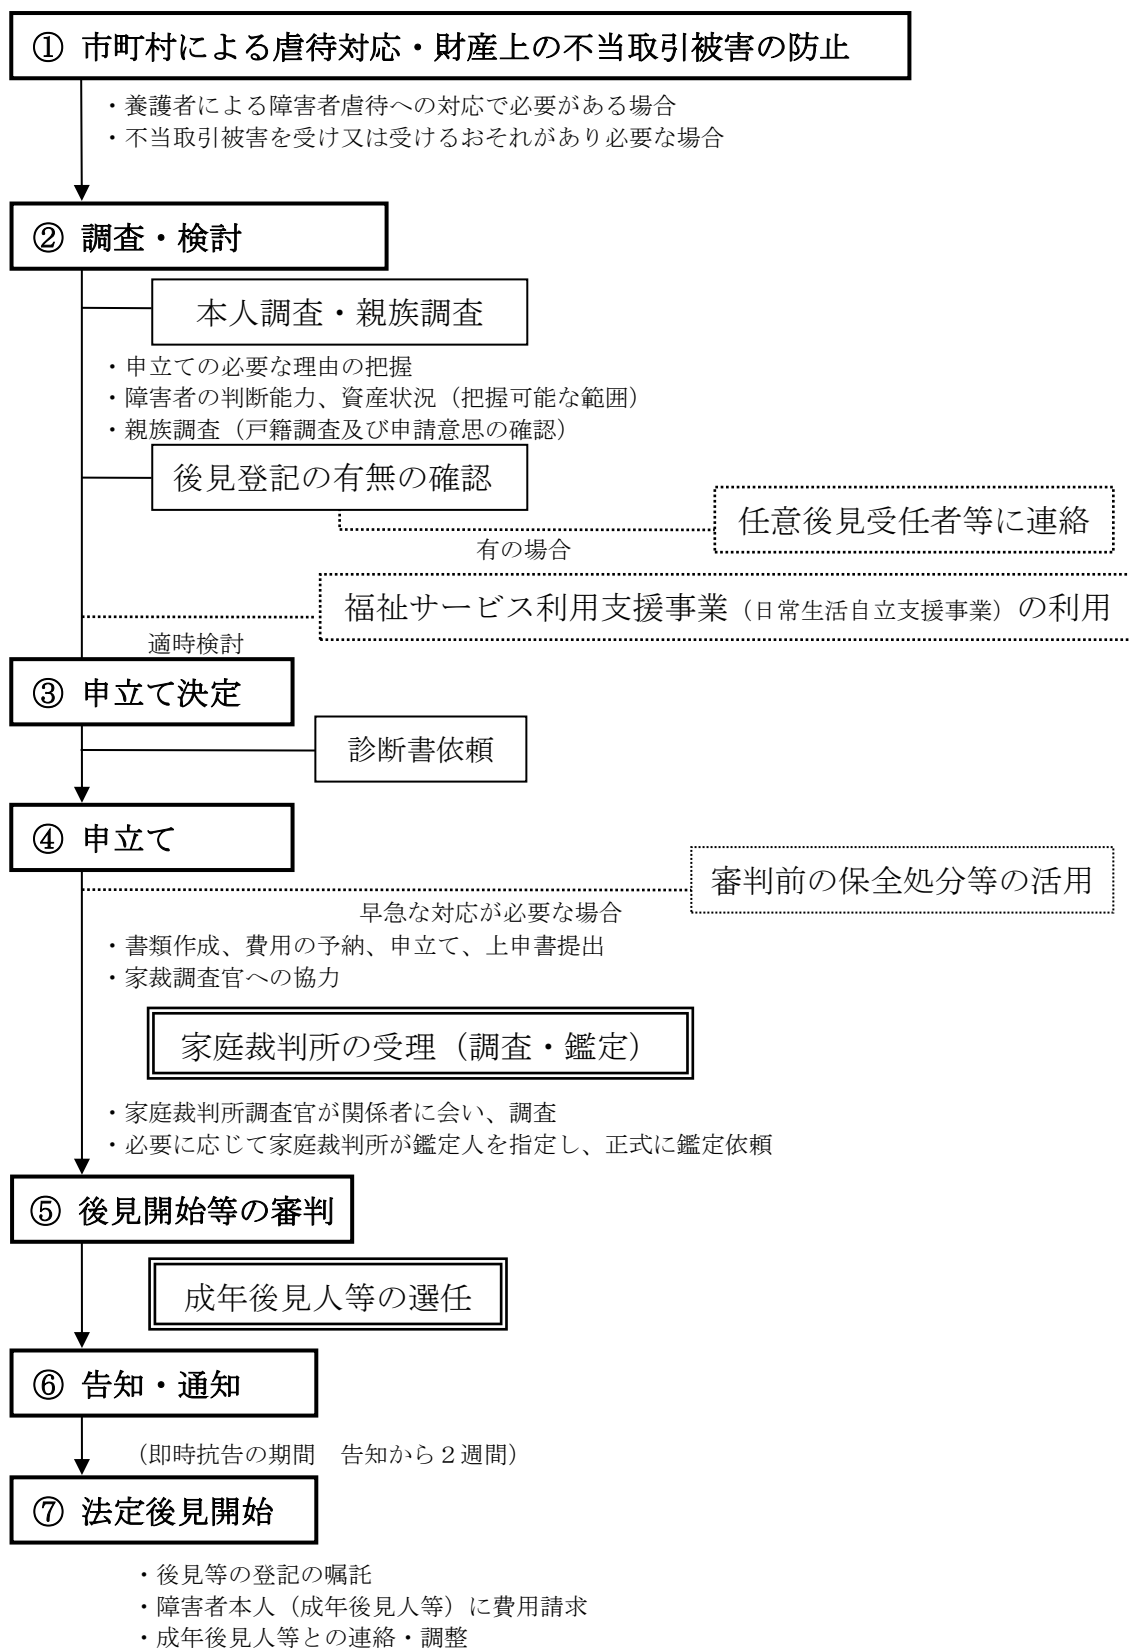 ① 市町村による虐待対応・財産上の不当取引被害の防止
・養護者による障害者虐待への対応で必要がある場合
・不当取引被害を受け又は受けるおそれがあり必要な場合
② 調査・検討
本人調査・親族調査
・申立ての必要な理由の把握
・障害者の判断能力、資産状況（把握可能な範囲）
・親族調査（戸籍調査及び申請意思の確認）
後見登記の有無の確認
任意後見受任者等に連絡
有の場合
福祉サービス利用支援事業（日常生活自立支援事業）の利用
適時検討
③ 申立て決定
診断書依頼
④ 申立て
審判前の保全処分等の活用
早急な対応が必要な場合
・書類作成、費用の予納、申立て、上申書提出
・家裁調査官への協力
家庭裁判所の受理（調査・鑑定）
・家庭裁判所調査官が関係者に会い、調査
・必要に応じて家庭裁判所が鑑定人を指定し、正式に鑑定依頼
⑤ 後見開始等の審判
成年後見人等の選任
⑥ 告知・通知
（即時抗告の期間　告知から２週間）
⑦ 法定後見開始
・後見等の登記の嘱託
・障害者本人（成年後見人等）に費用請求
・成年後見人等との連絡・調整